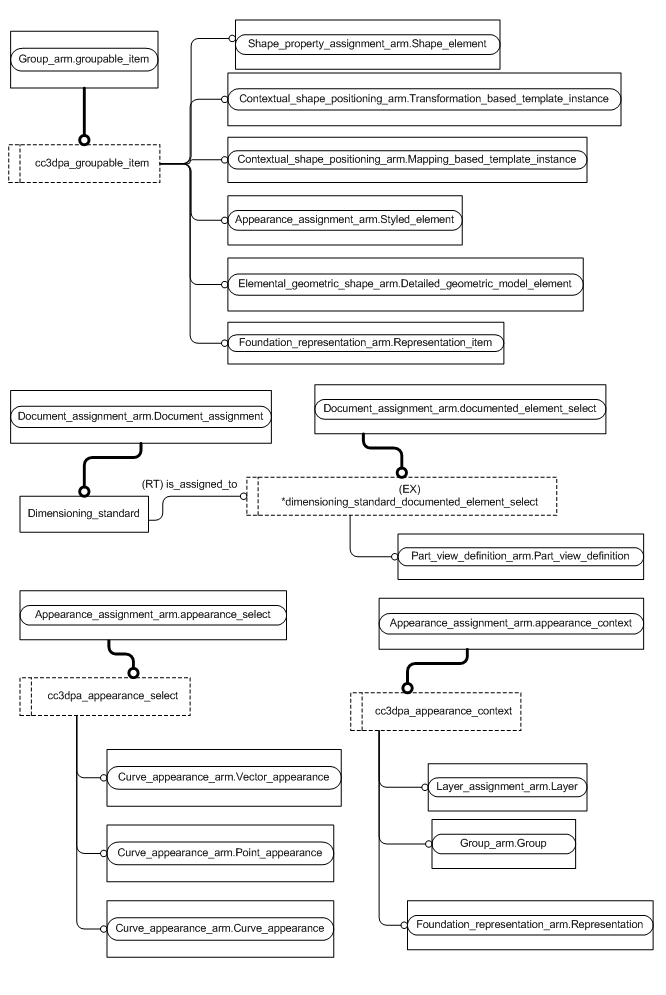 Shape_property_assignment_arm.Shape_element
Group_arm.groupable_item
Contextual_shape_positioning_arm.Transformation_based_template_instance
cc3dpa_groupable_item
Contextual_shape_positioning_arm.Mapping_based_template_instance
Appearance_assignment_arm.Styled_element
Elemental_geometric_shape_arm.Detailed_geometric_model_element
Foundation_representation_arm.Representation_item
Document_assignment_arm.Document_assignment
Document_assignment_arm.documented_element_select
(RT) is_assigned_to
(EX)
*dimensioning_standard_documented_element_select
Dimensioning_standard
Part_view_definition_arm.Part_view_definition
Appearance_assignment_arm.appearance_select
Appearance_assignment_arm.appearance_context
cc3dpa_appearance_select
cc3dpa_appearance_context
Curve_appearance_arm.Vector_appearance
Layer_assignment_arm.Layer
Group_arm.Group
Curve_appearance_arm.Point_appearance
Foundation_representation_arm.Representation
Curve_appearance_arm.Curve_appearance